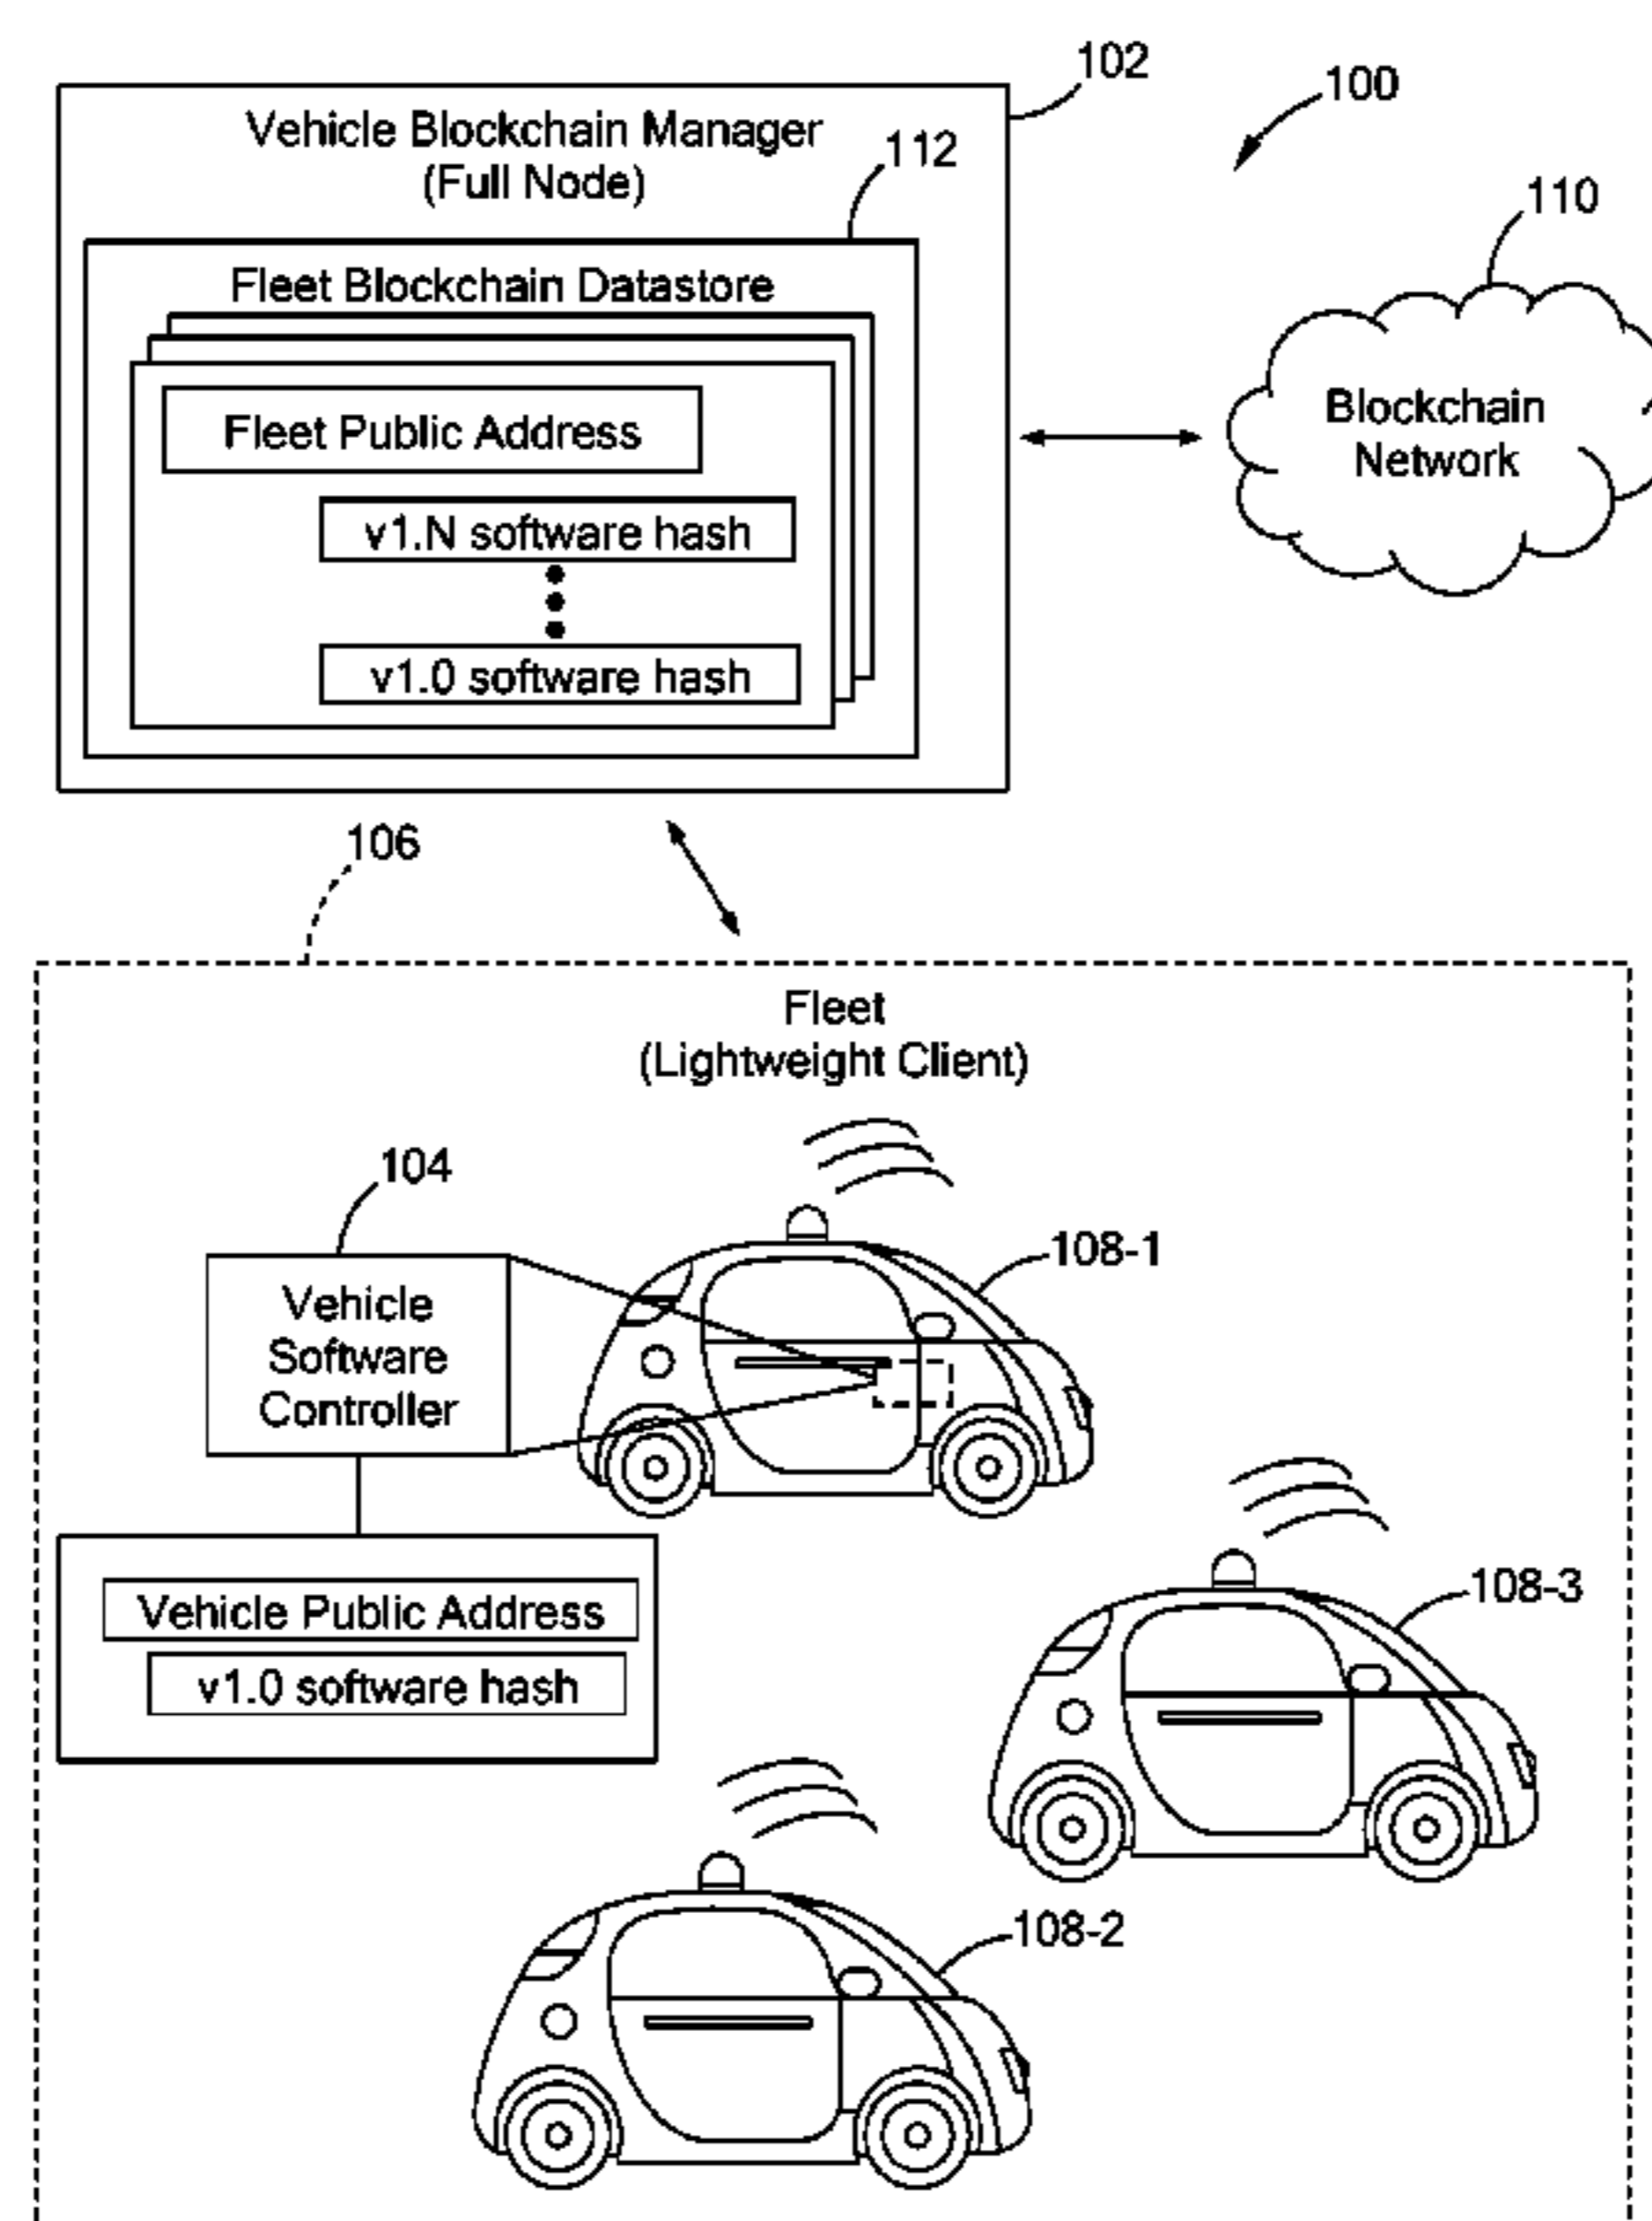 102
100
Vehicle Blockchain Manager
(Full Node)
112
110
Fleet Blockchain Datastore
Fleet Public Address
v1.N software hash
v1.0 software hash
Blockchain
Network
106
Fleet
(Lightweight Client)
104
108-1
Vehicle
Software
Controller
Vehicle Public Address
v1.0 software hash
108-3
108-2